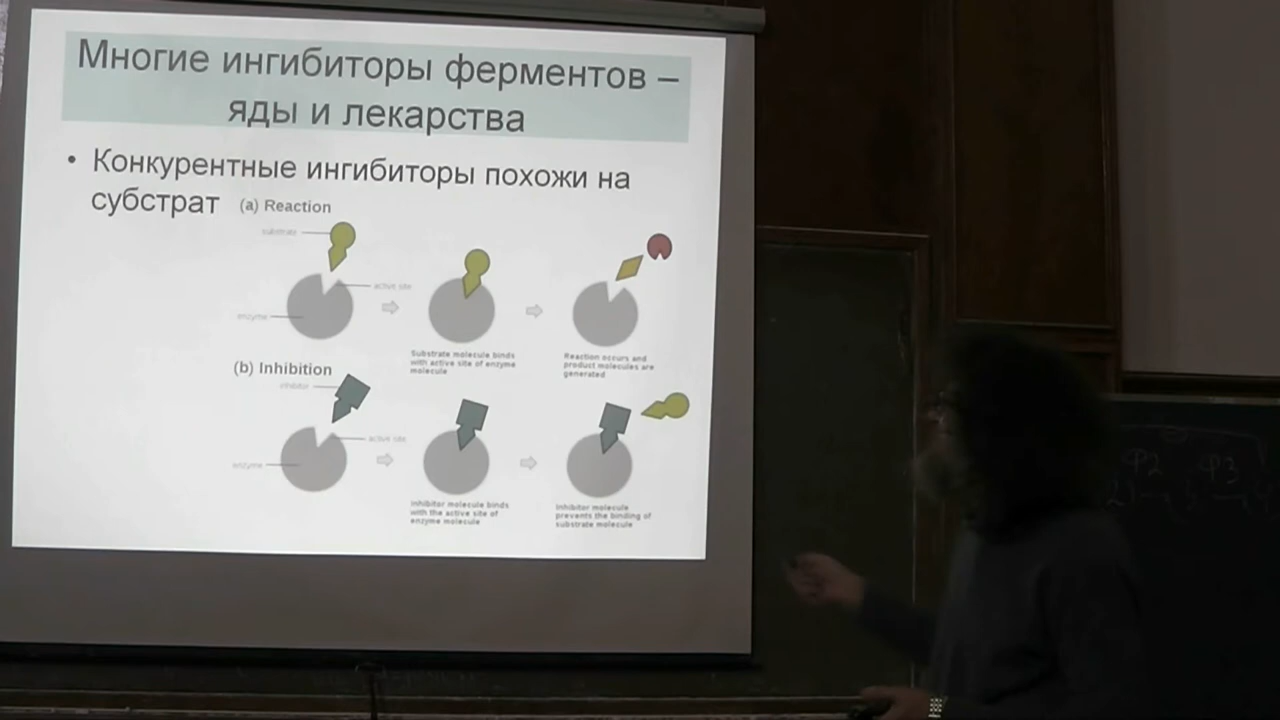 Многие ингибиторы ферментов –
яды и лекарства
• Конкурентные ингибиторы похожи на
субстрат
(a) Reaction
substrate
active site
enzyme
Substrate molecule binds
with active site of enzyme
molecule
Reaction occurs and
product molecules are
generated
(b) Inhibition
inhibitor
active site
enzyme
Inhibitor molecule binds
with the active site of
enzyme molecule
Inhibitor molecule
prevents the binding of
substrate molecule
Ф2 Ф3